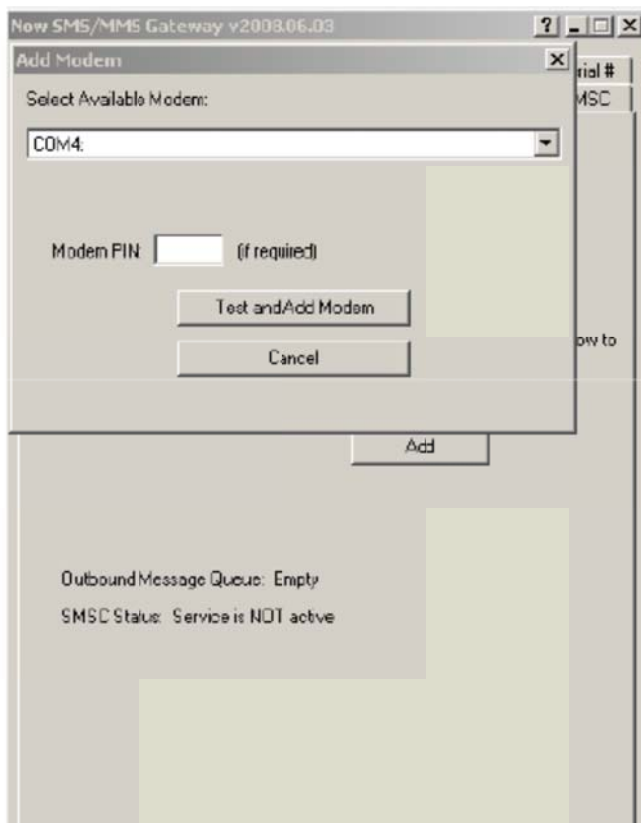 Now SMS/MMS Gateway v2008.06.03
Add Modem
rial #
MSC
Select Available Modem:
COM4:
Modem PIN: (if required)
Test and Add Modem
ow to
Cancel
Add
Outbound Message Queue: Empty
SMSC Status: Service is NOT active